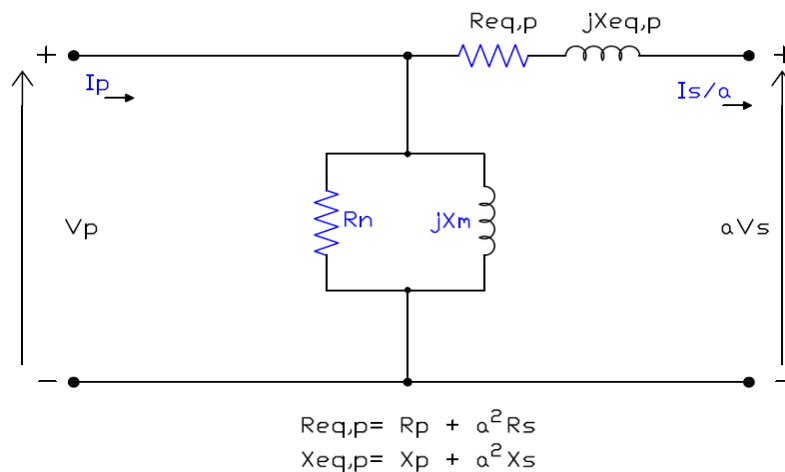 Req,p jXeq,p
+ +
Ip Is/a
Vp Rn jXm aVs
− −
Req,p= Rp + a²Rs
Xeq,p= Xp + a²Xs